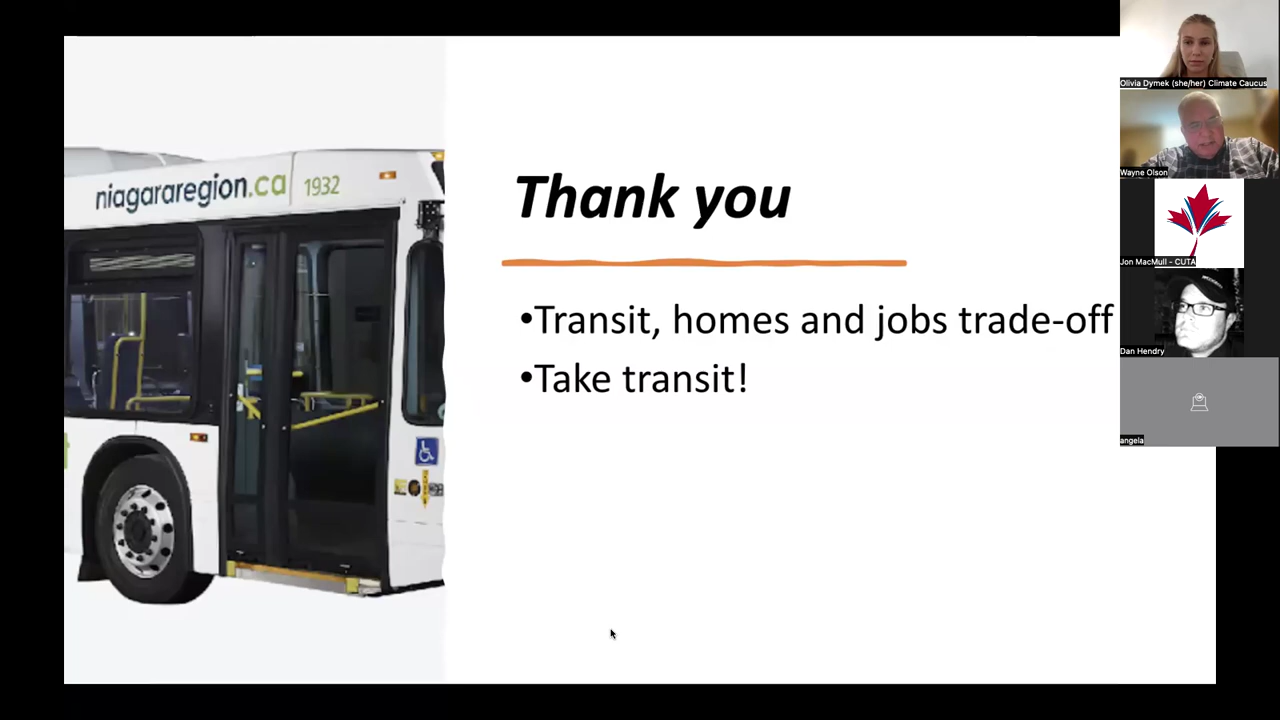 niagararegion.ca 1932
Thank you
•Transit, homes and jobs trade-off
•Take transit!
Olivia Dymek (she/her) Climate Caucus
Wayne Olson
Jon MacMull - CUTA
Dan Hendry
angela